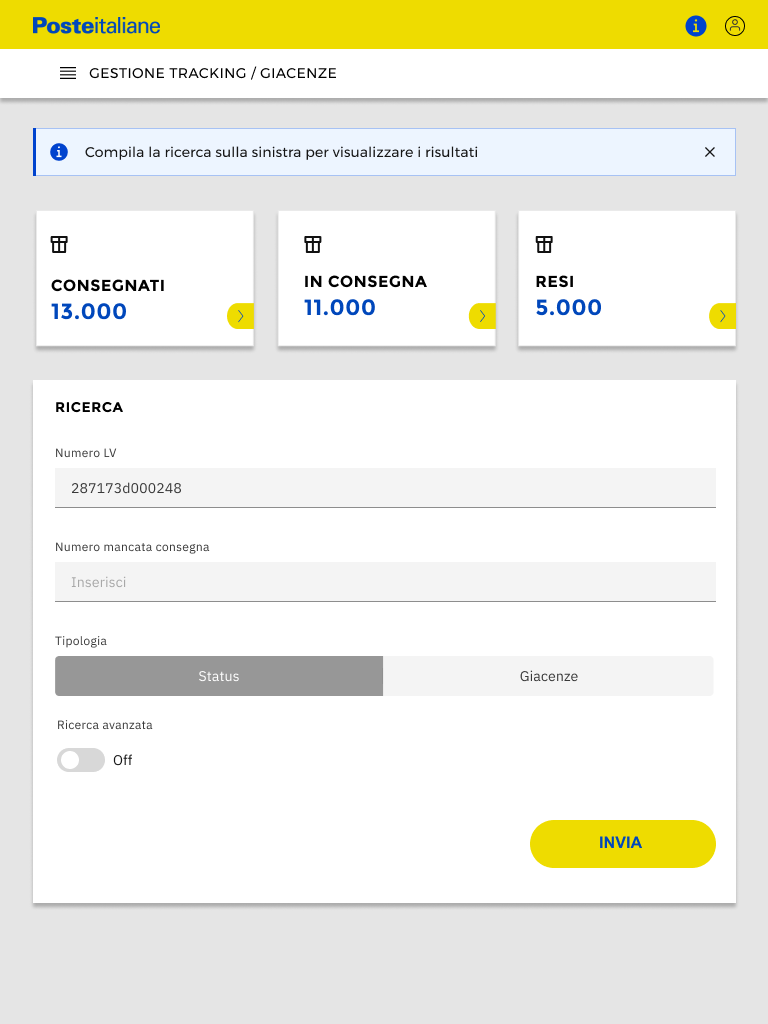 Posteitaliane
GESTIONE TRACKING / GIACENZE
Compila la ricerca sulla sinistra per visualizzare i risultati
CONSEGNATI
13.000
IN CONSEGNA
11.000
RESI
5.000
RICERCA
Numero LV
287173d000248
Numero mancata consegna
Inserisci
Tipologia
Status
Giacenze
Ricerca avanzata
Off
INVIA